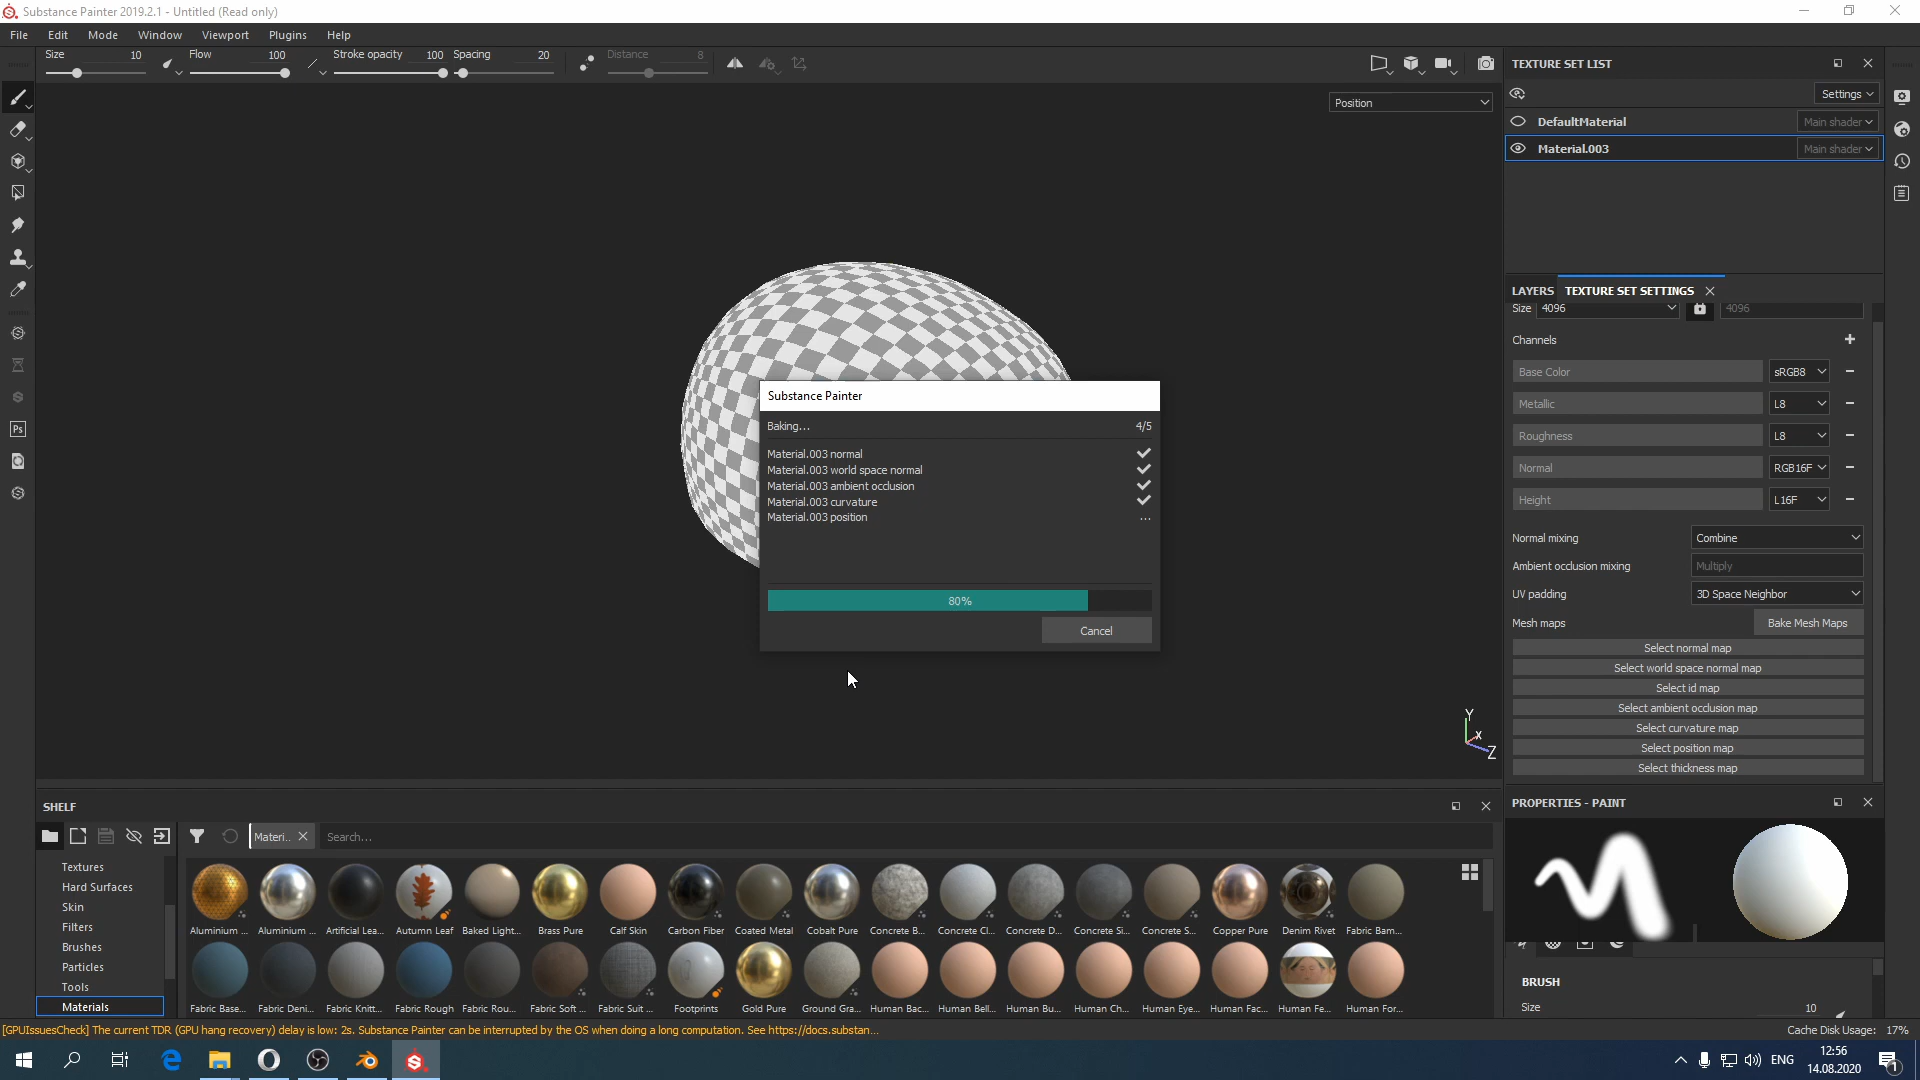 Substance Painter 2019.2.1 - Untitled (Read only)
File Edit Mode Window Viewport Plugins Help
Size 10 Flow 100 Stroke opacity 100 Spacing 20 Distance 8
Position
TEXTURE SET LIST
Settings
DefaultMaterial Main shader
Material.003 Main shader
LAYERS TEXTURE SET SETTINGS
Size 4096 4096
Channels
Base Color sRGB8
Metallic L8
Roughness L8
Normal RGB16F
Height L16F
Normal mixing Combine
Ambient occlusion mixing Multiply
UV padding 3D Space Neighbor
Mesh maps Bake Mesh Maps
Select normal map
Select world space normal map
Select id map
Select ambient occlusion map
Select curvature map
Select position map
Select thickness map
Substance Painter
Baking... 4/5
Material.003 normal
Material.003 world space normal
Material.003 ambient occlusion
Material.003 curvature
Material.003 position ...
80%
Cancel
Y
X
Z
Ps
SHELF
Materi..
Search...
Textures
Hard Surfaces
Skin
Filters
Brushes
Particles
Tools
Materials
Aluminium ... Aluminium ... Artificial Lea... Autumn Leaf Baked Light... Brass Pure Calf Skin Carbon Fiber Coated Metal Cobalt Pure Concrete B... Concrete Cl... Concrete D... Concrete Si... Concrete S... Copper Pure Denim Rivet Fabric Bam...
Fabric Base... Fabric Deni... Fabric Knitt... Fabric Rough Fabric Rou... Fabric Soft ... Fabric Suit ... Footprints Gold Pure Ground Gra... Human Bac... Human Bell... Human Bu... Human Ch... Human Eye... Human Fac... Human Fe... Human For...
PROPERTIES - PAINT
BRUSH
Size 10
[GPUIssuesCheck] The current TDR (GPU hang recovery) delay is low: 2s. Substance Painter can be interrupted by the OS when doing a long computation. See https://docs.substan...
Cache Disk Usage: 17%
ENG
12:56
14.08.2020
1